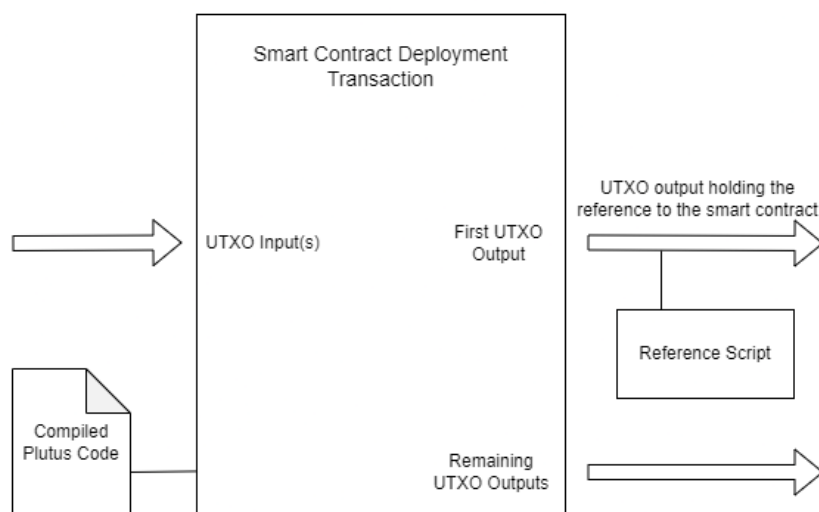 Smart Contract Deployment
Transaction
UTXO output holding the
reference to the smart contract
UTXO Input(s)
First UTXO
Output
Reference Script
Compiled
Plutus Code
Remaining
UTXO Outputs